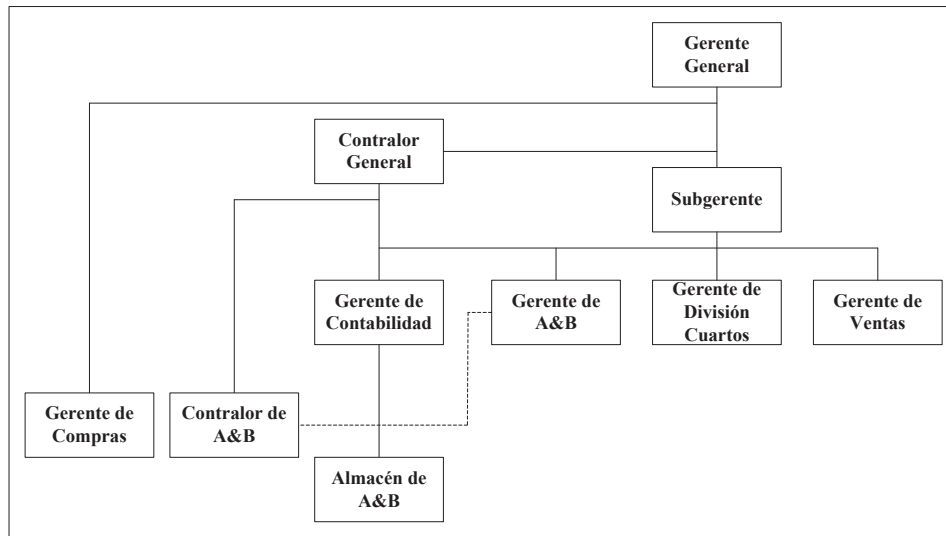 Gerente
General
Contralor
General
Subgerente
Gerente de
Contabilidad
Gerente de
A&B
Gerente de
División
Cuartos
Gerente de
Ventas
Gerente de
Compras
Contralor de
A&B
Almacén de
A&B